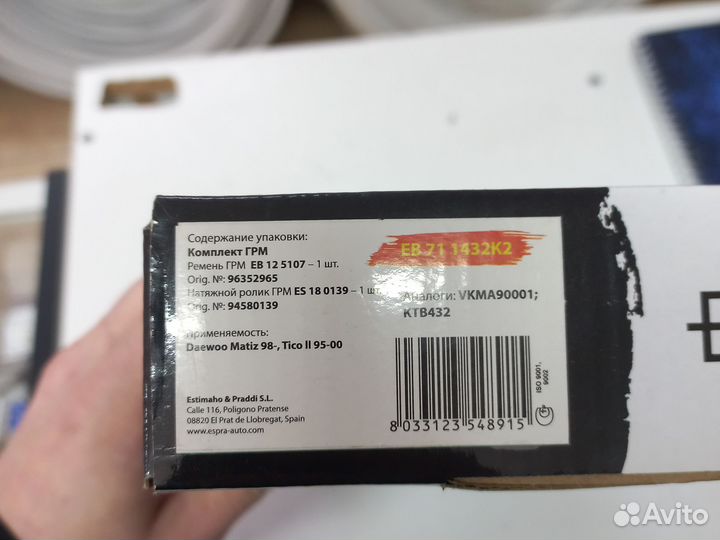 Содержание упаковки:
Комплект ГРМ
Ремень ГРМ EB 12 5107 – 1 шт.
Orig. №: 96352965
Натяжной ролик ГРМ ES 18 0139 – 1 шт.
Orig. №: 94580139
Применяемость:
Daewoo Matiz 98-, Tico II 95-00
Estimaho & Praddi S.L.
Calle 116, Poligono Pratense
08820 El Prat de Llobregat, Spain
www.espra-auto.com
EB 71 1432K2
Аналоги: VKMA90001;
КТВ432
ISO 9001,
9002
8 033123 548915
Avito